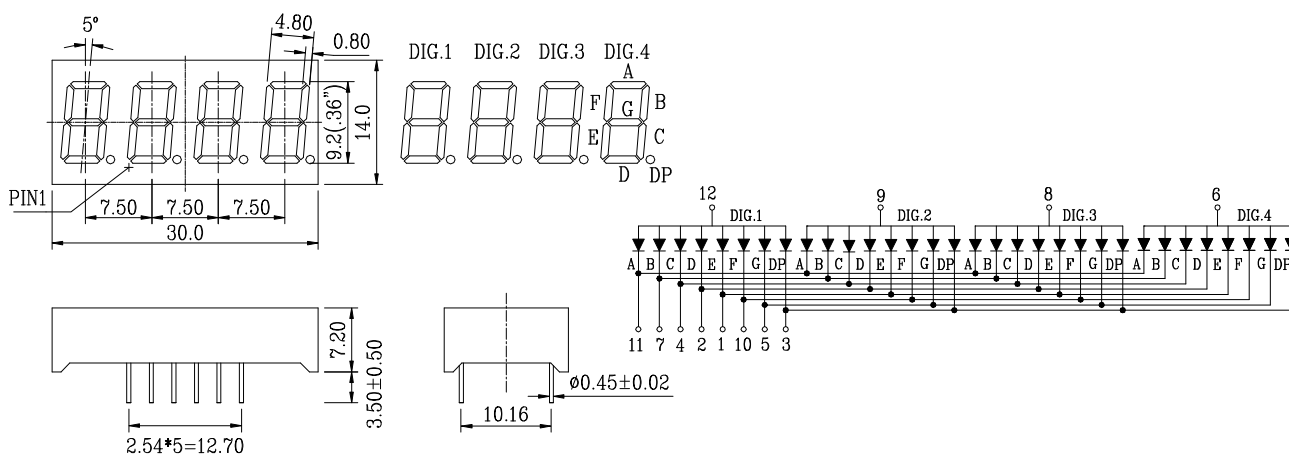 5°
4.80
0.80
9.2(.36")
14.0
PIN1
7.50 7.50 7.50
30.0
DIG.1 DIG.2 DIG.3 DIG.4
A
F G B
E C
D DP
12 9 8 6
DIG.1 DIG.2 DIG.3 DIG.4
A B C D E F G DP A B C D E F G DP A B C D E F G DP A B C D E F G DP
11 7 4 2 1 10 5 3
7.20
3.50±0.50
2.54*5=12.70
10.16
ø0.45±0.02